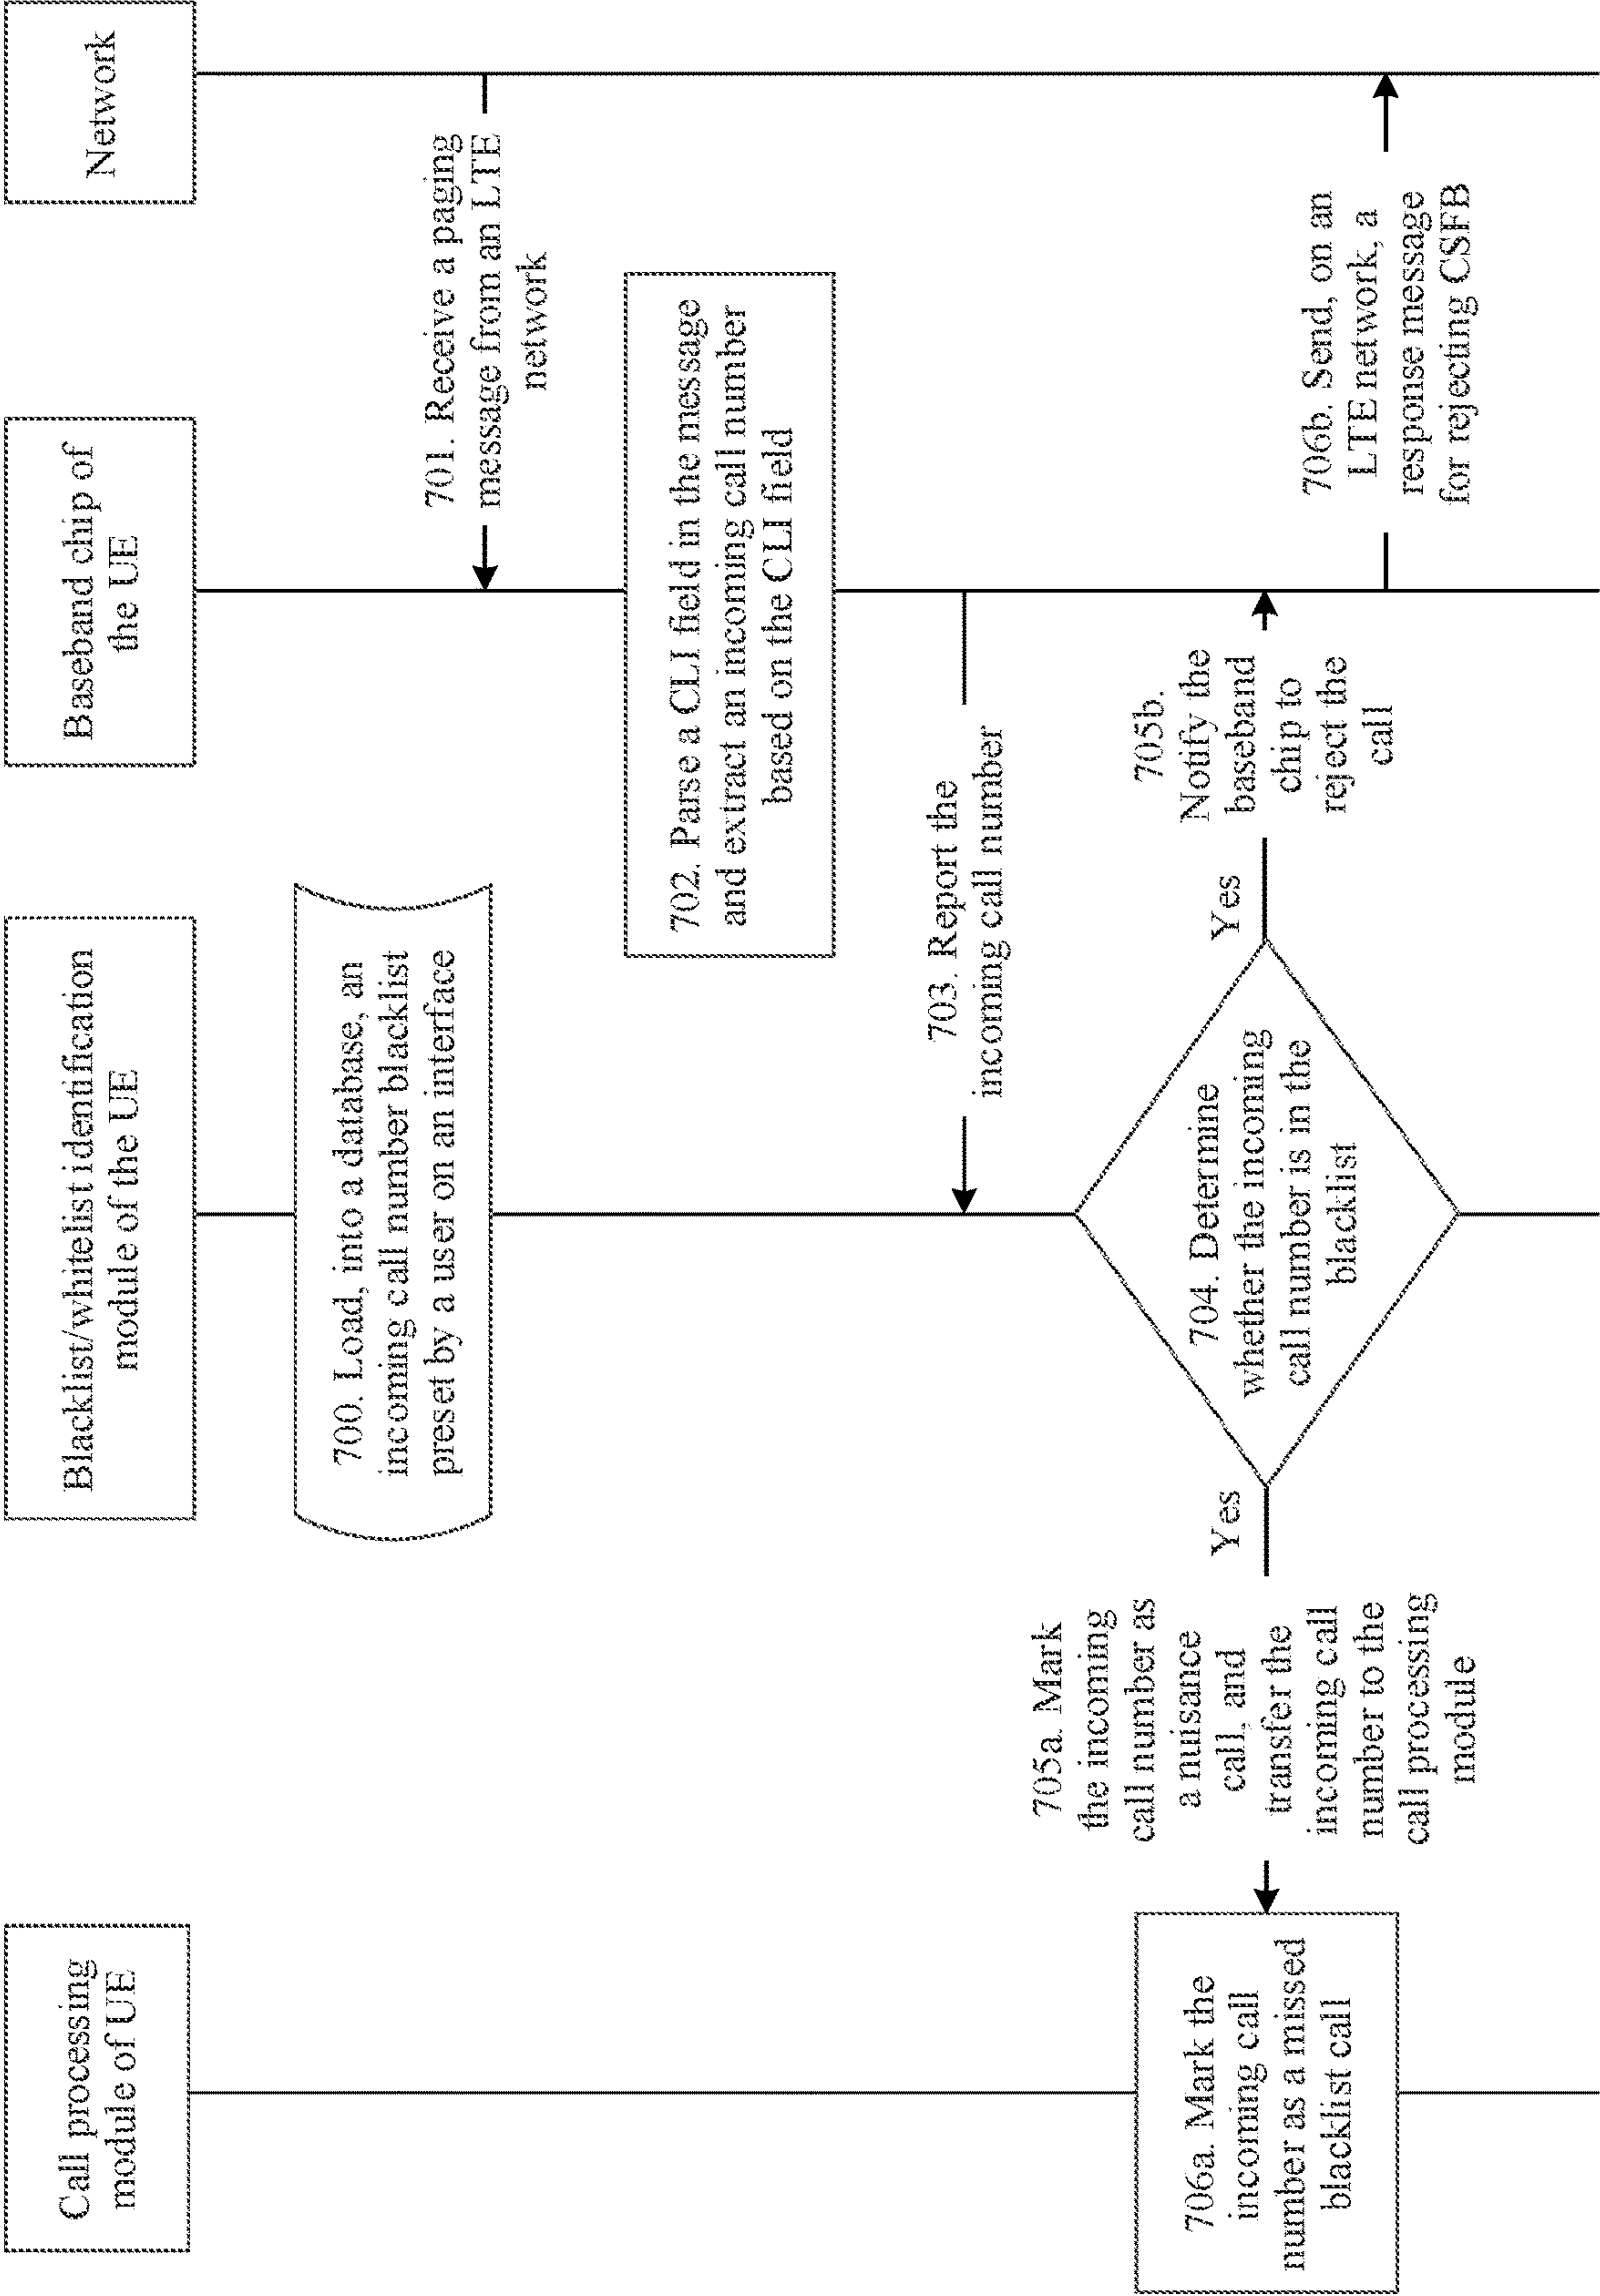 Call processing
module of UE
Blacklist/whitelist identification
module of the UE
Baseband chip of
the UE
Network
700. Load, into a database, an
incoming call number blacklist
preset by a user on an interface
701. Receive a paging
message from an LTE
network
702. Parse a CLI field in the message
and extract an incoming call number
based on the CLI field
703. Report the
incoming call number
704. Determine
whether the incoming
call number is in the
blacklist
Yes
Yes
705a. Mark
the incoming
call number as
a nuisance
call, and
transfer the
incoming call
number to the
call processing
module
705b.
Notify the
baseband
chip to
reject the
call
706a. Mark the
incoming call
number as a missed
blacklist call
706b. Send, on an
LTE network, a
response message
for rejecting CSFB